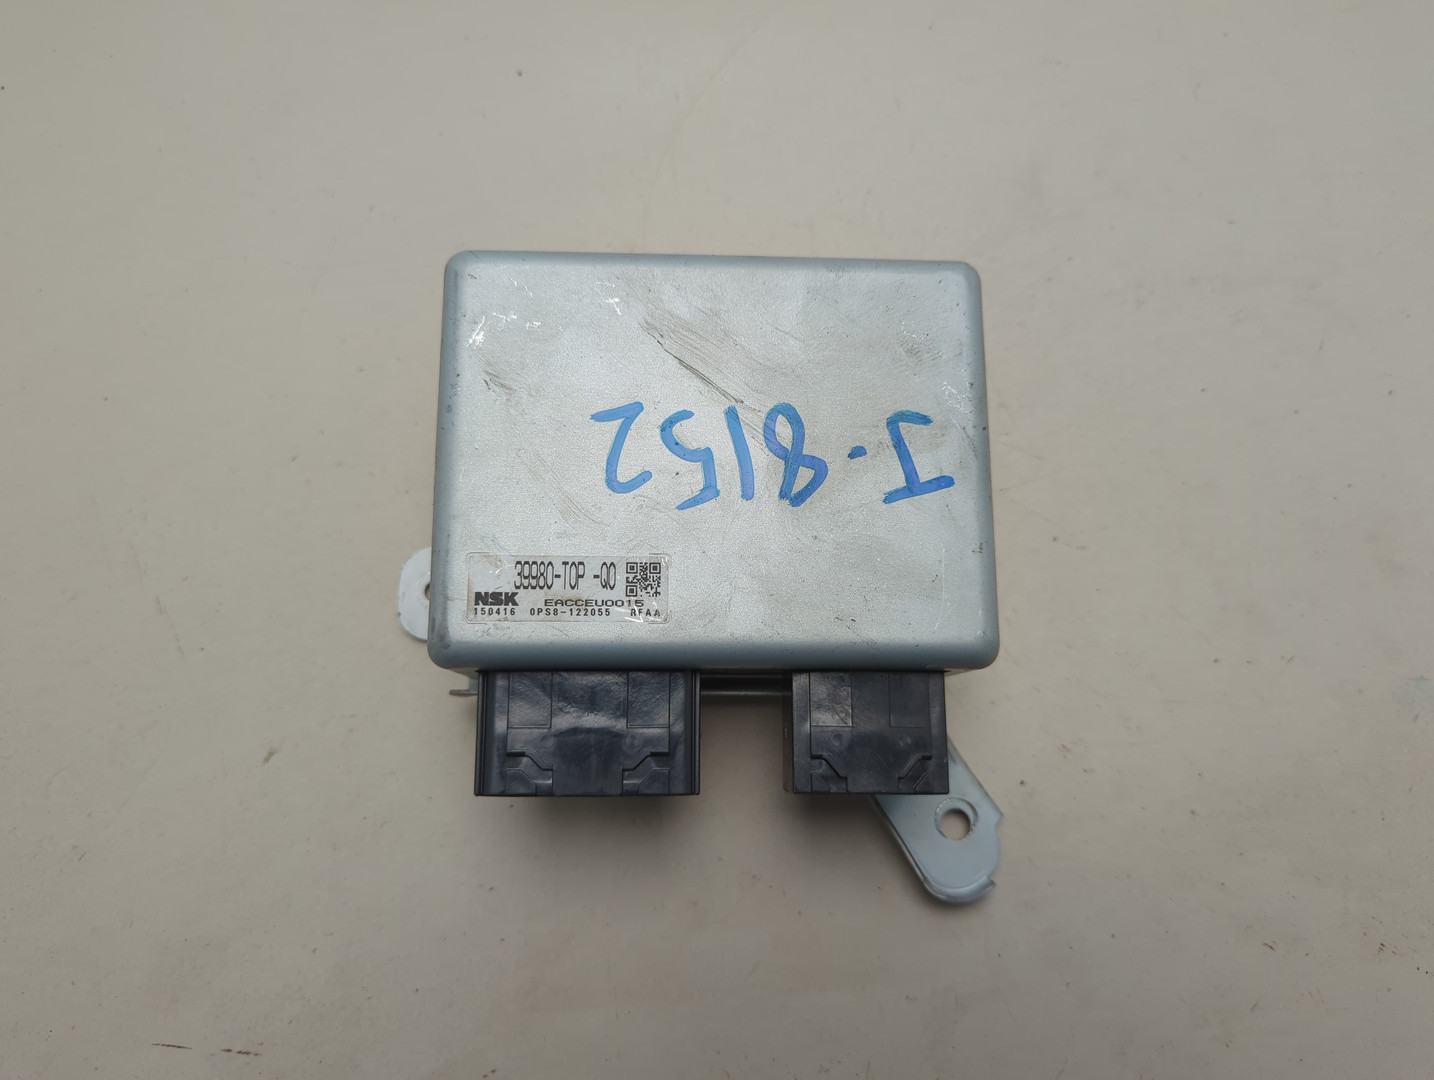 J-8152
39980-T0P -Q0
NSK EACCEU0015
150416 0PS8-122055 RFAA